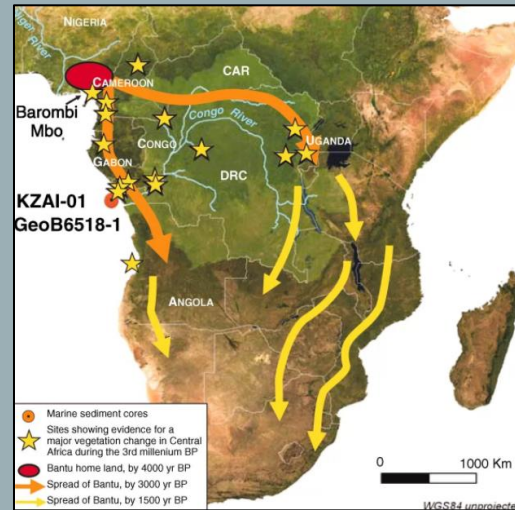 NIGERIA
Niger River
CAMEROON
CAR
Barombi
Mbo
Congo River
CONGO
UGANDA
GABON
DRC
KZAI-01
GeoB6518-1
ANGOLA
Marine sediment cores
Sites showing evidence for a
major vegetation change in Central
Africa during the 3rd millenium BP
Bantu home land, by 4000 yr BP
Spread of Bantu, by 3000 yr BP
Spread of Bantu, by 1500 yr BP
0 1000 Km
WGS84 unprojecte